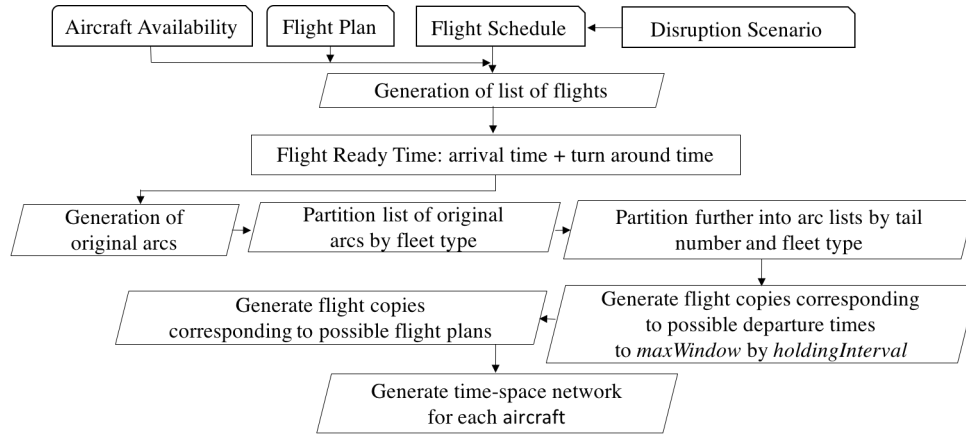 Aircraft Availability
Flight Plan
Flight Schedule
Disruption Scenario
Generation of list of flights
Flight Ready Time: arrival time + turn around time
Generation of
original arcs
Partition list of original
arcs by fleet type
Partition further into arc lists by tail
number and fleet type
Generate flight copies corresponding
to possible departure times
to maxWindow by holdingInterval
Generate flight copies
corresponding to possible flight plans
Generate time-space network
for each aircraft